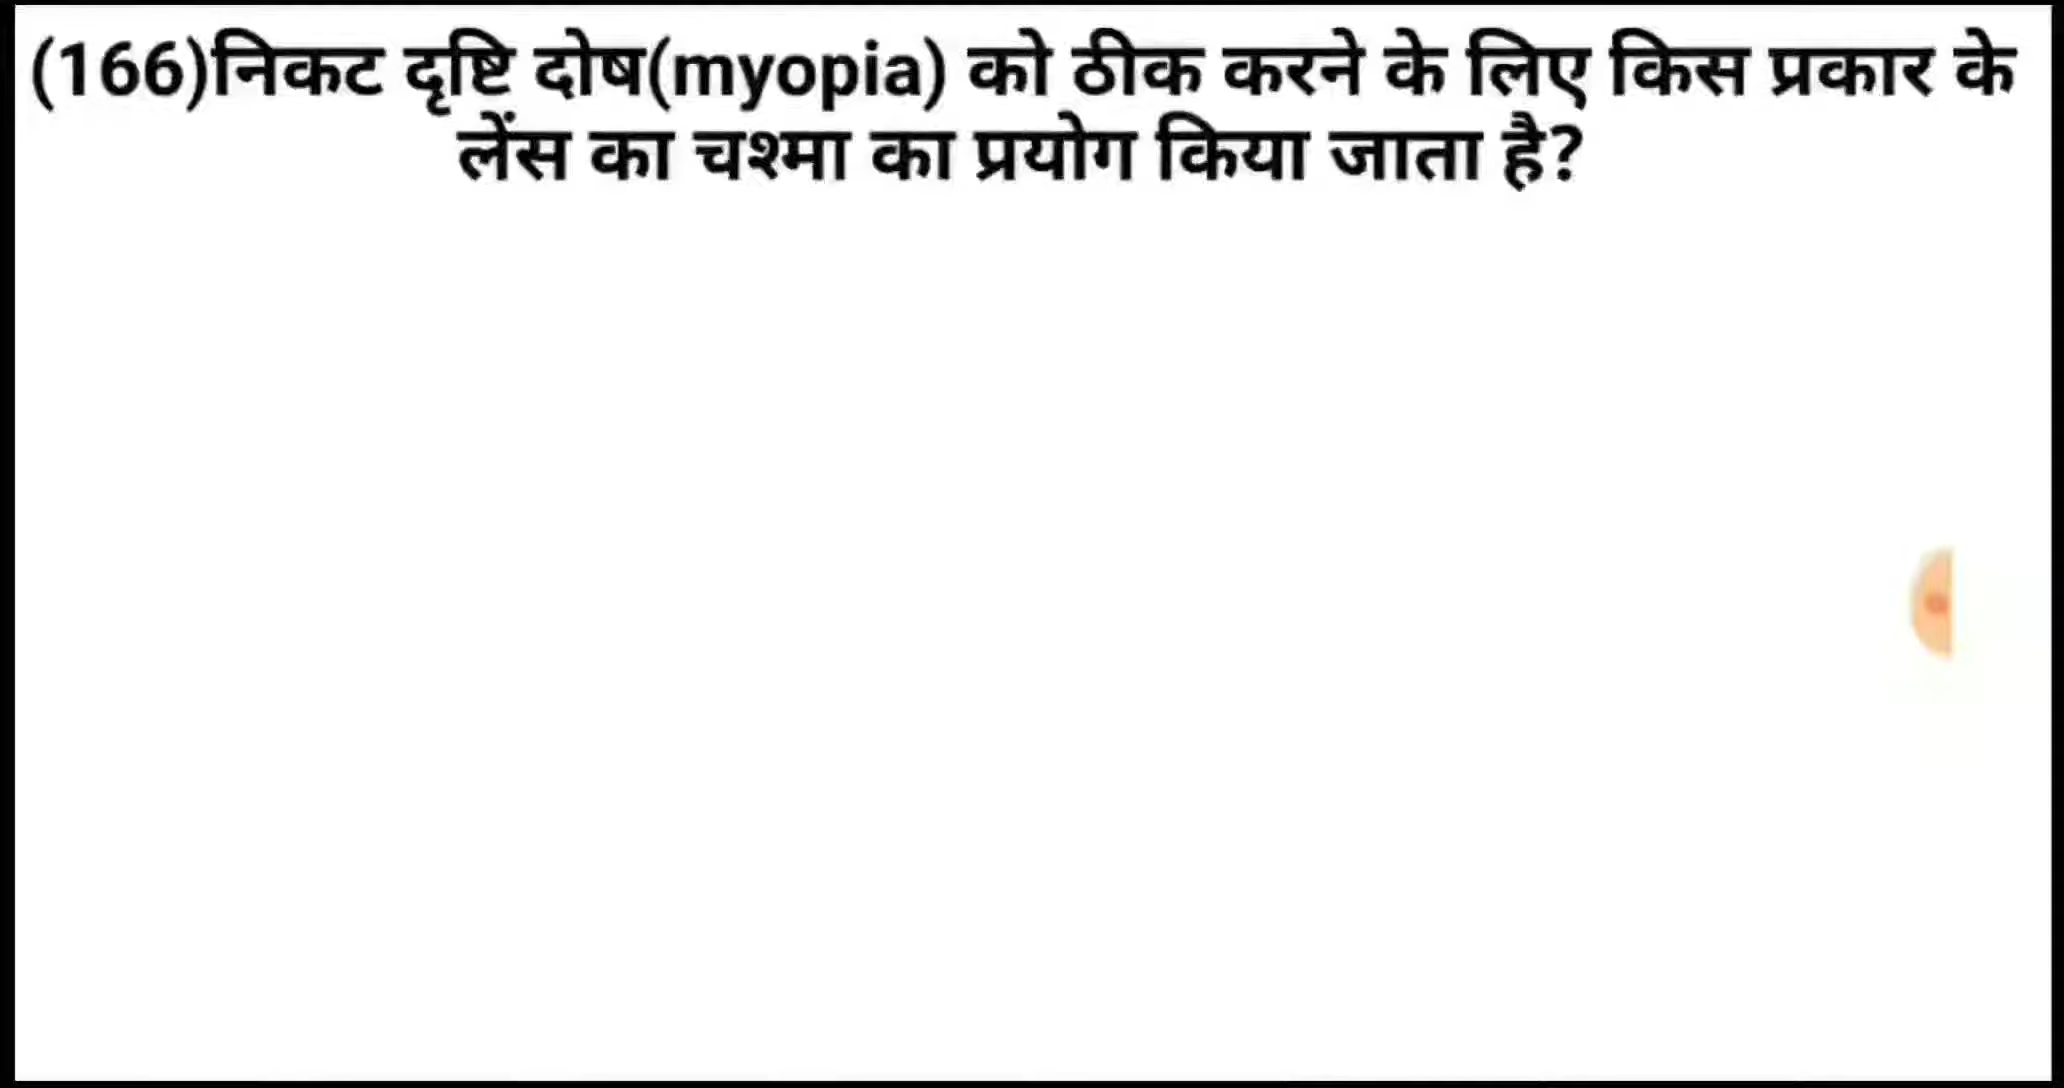 (166)निकट दृष्टि दोष(myopia) को ठीक करने के लिए किस प्रकार के
लेंस का चश्मा का प्रयोग किया जाता है?